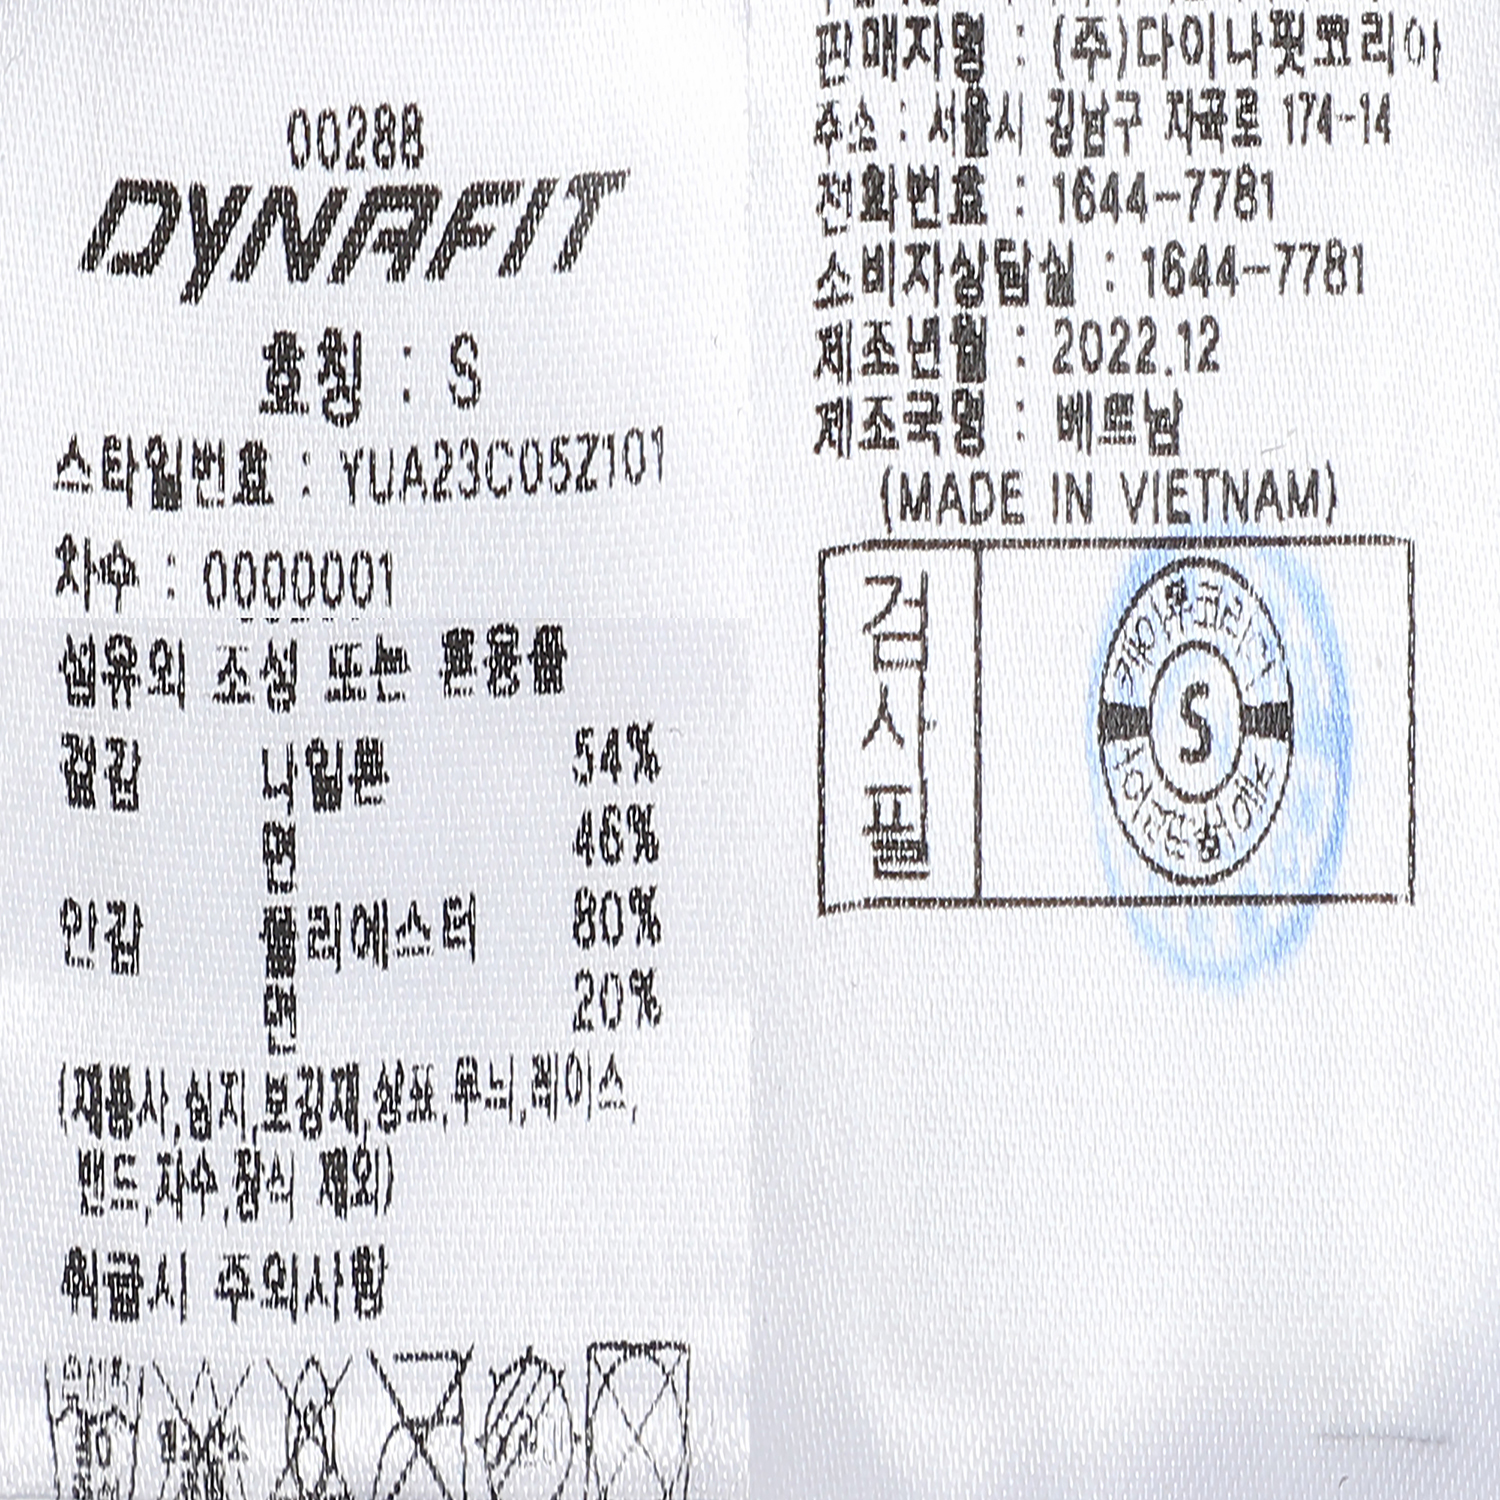 00288
DYNAFIT
호칭 : S
스타일번호 : YUA23C05Z101
차수 : 0000001
섬유의 조성 또는 혼용률
겉감 나일론 54%
면 46%
안감 폴리에스터 80%
면 20%
(재봉사,심지,보강재,상표,무늬,레이스,
밴드,자수,장식 제외)
취급시 주의사항
판매자명 : (주)다이나핏코리아
주소 : 서울시 강남구 자곡로 174-14
전화번호 : 1644-7781
소비자상담실 : 1644-7781
제조년월 : 2022.12
제조국명 : 베트남
(MADE IN VIETNAM)
검사필
S